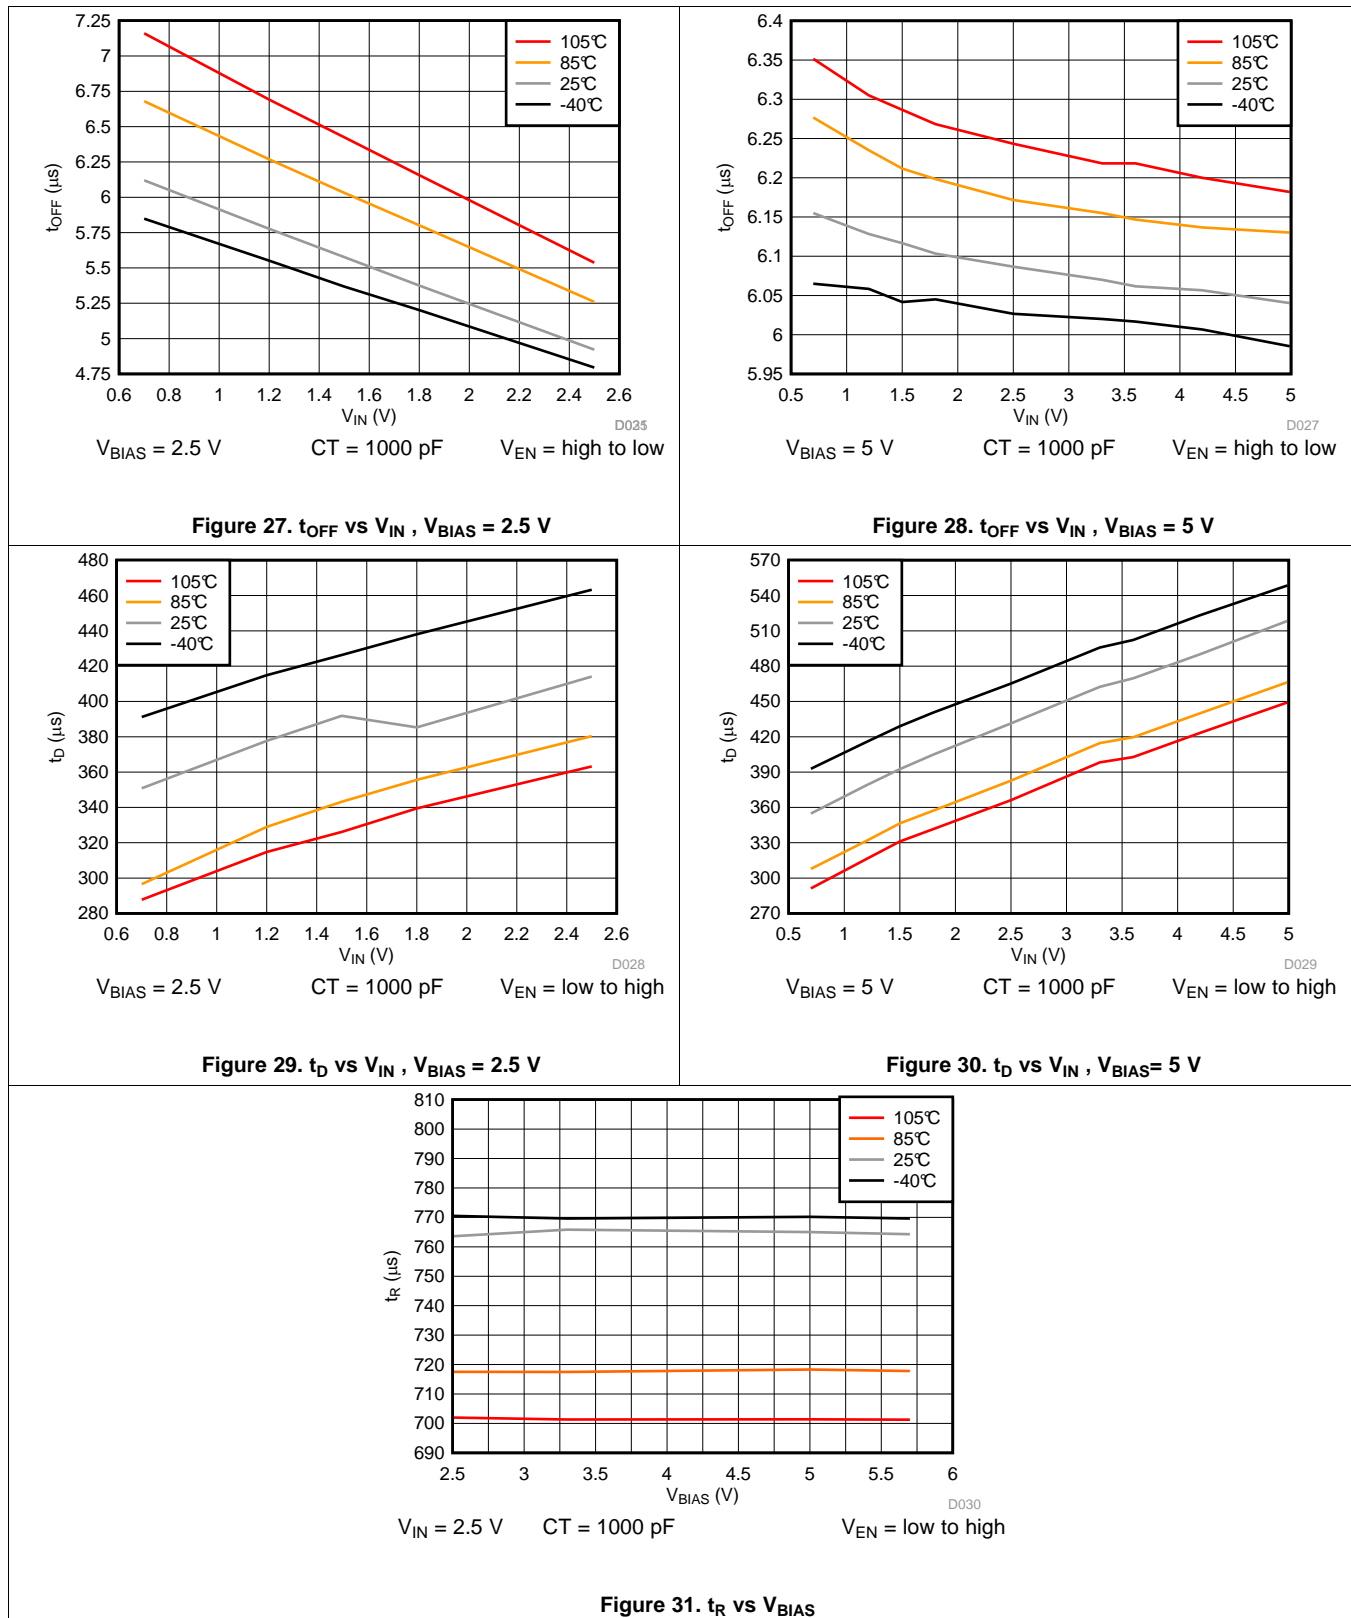 7.25
7
6.75
6.5
6.25
6
5.75
5.5
5.25
5
4.75
tOFF (µs)
0.6 0.8 1 1.2 1.4 1.6 1.8 2 2.2 2.4 2.6
VIN (V)
105°C
85°C
25°C
-40°C
VBIAS = 2.5 V CT = 1000 pF VEN = high to low
Figure 27. tOFF vs VIN , VBIAS = 2.5 V
6.4
6.35
6.3
6.25
6.2
6.15
6.1
6.05
6
5.95
tOFF (µs)
0.5 1 1.5 2 2.5 3 3.5 4 4.5 5
VIN (V)
105°C
85°C
25°C
-40°C
D027
VBIAS = 5 V CT = 1000 pF VEN = high to low
Figure 28. tOFF vs VIN , VBIAS = 5 V
480
460
440
420
400
380
360
340
320
300
280
tD (µs)
0.6 0.8 1 1.2 1.4 1.6 1.8 2 2.2 2.4 2.6
VIN (V)
105°C
85°C
25°C
-40°C
D028
VBIAS = 2.5 V CT = 1000 pF VEN = low to high
Figure 29. tD vs VIN , VBIAS = 2.5 V
570
540
510
480
450
420
390
360
330
300
270
tD (µs)
0.5 1 1.5 2 2.5 3 3.5 4 4.5 5
VIN (V)
105°C
85°C
25°C
-40°C
D029
VBIAS = 5 V CT = 1000 pF VEN = low to high
Figure 30. tD vs VIN , VBIAS= 5 V
810
800
790
780
770
760
750
740
730
720
710
700
690
tR (µs)
2.5 3 3.5 4 4.5 5 5.5 6
VBIAS (V)
105°C
85°C
25°C
-40°C
D030
VIN = 2.5 V CT = 1000 pF VEN = low to high
Figure 31. tR vs VBIAS